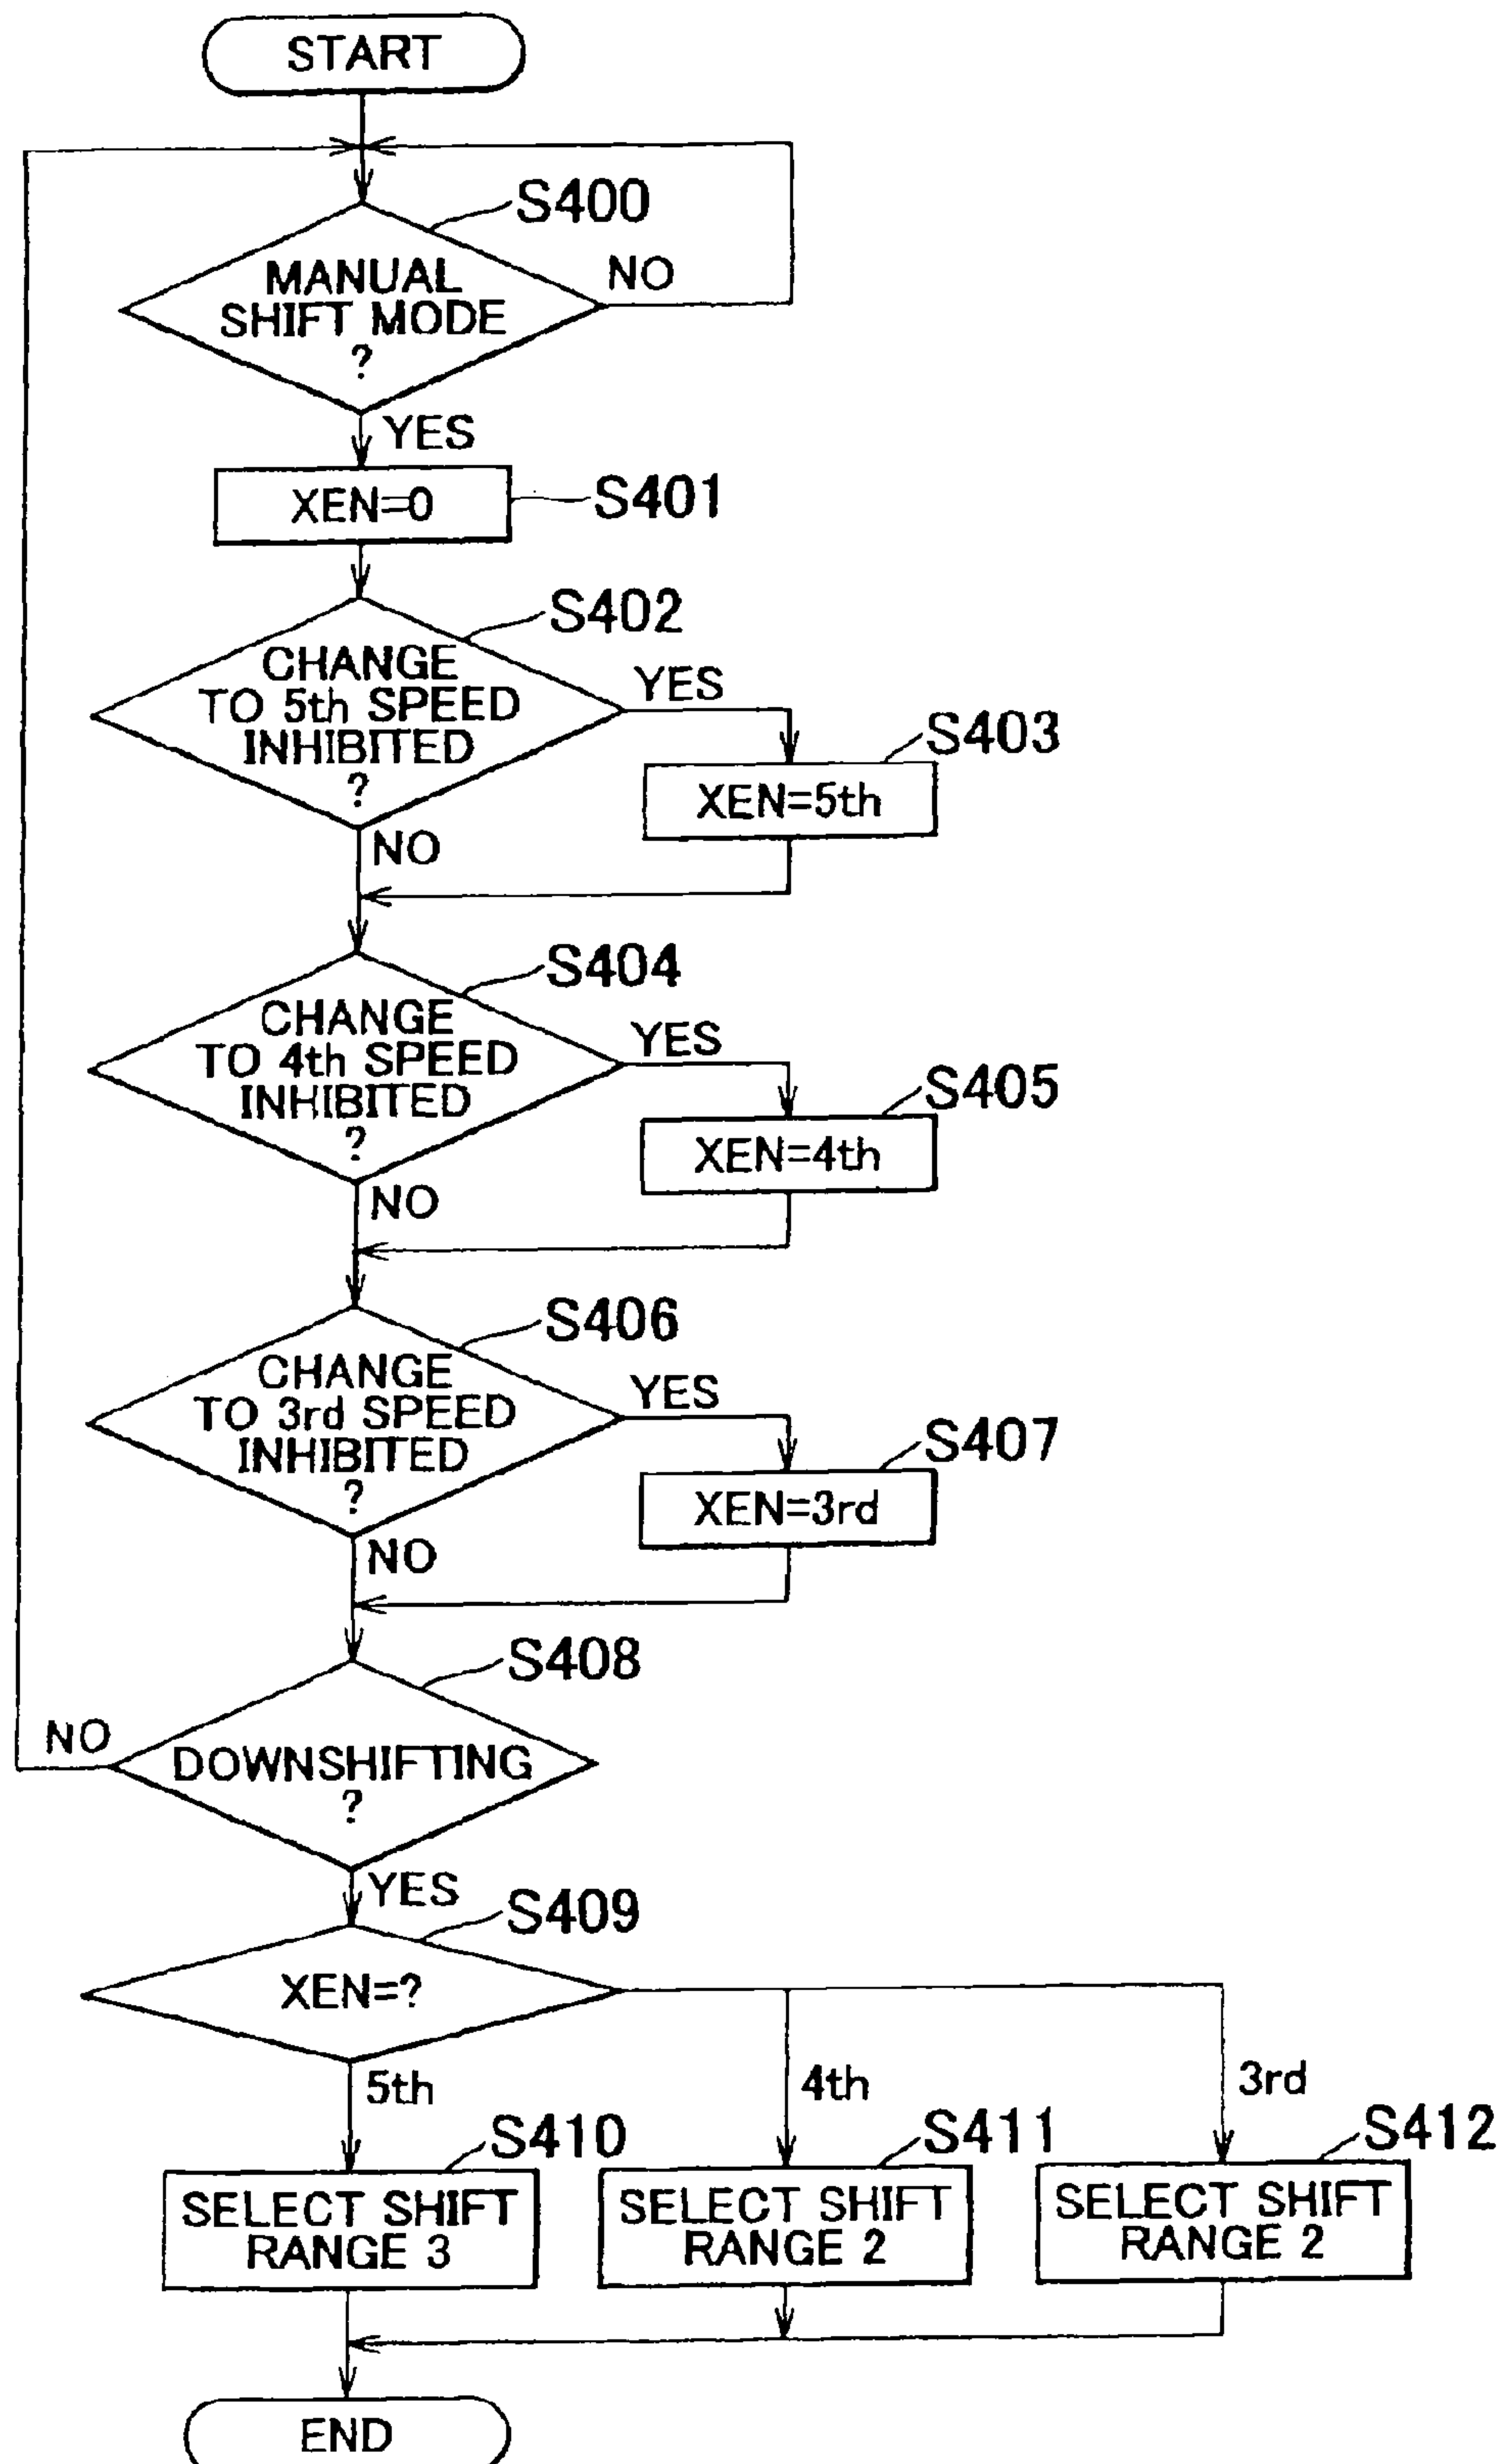 START
S400
MANUAL
SHIFT MODE
?
NO
YES
XEN=0
S401
S402
CHANGE
TO 5th SPEED
INHIBITED
?
YES
S403
XEN=5th
NO
S404
CHANGE
TO 4th SPEED
INHIBITED
?
YES
S405
XEN=4th
NO
S406
CHANGE
TO 3rd SPEED
INHIBITED
?
YES
S407
XEN=3rd
NO
S408
NO
DOWNSHIFTING
?
YES
S409
XEN=?
5th
4th
3rd
S410
SELECT SHIFT
RANGE 3
S411
SELECT SHIFT
RANGE 2
S412
SELECT SHIFT
RANGE 2
END